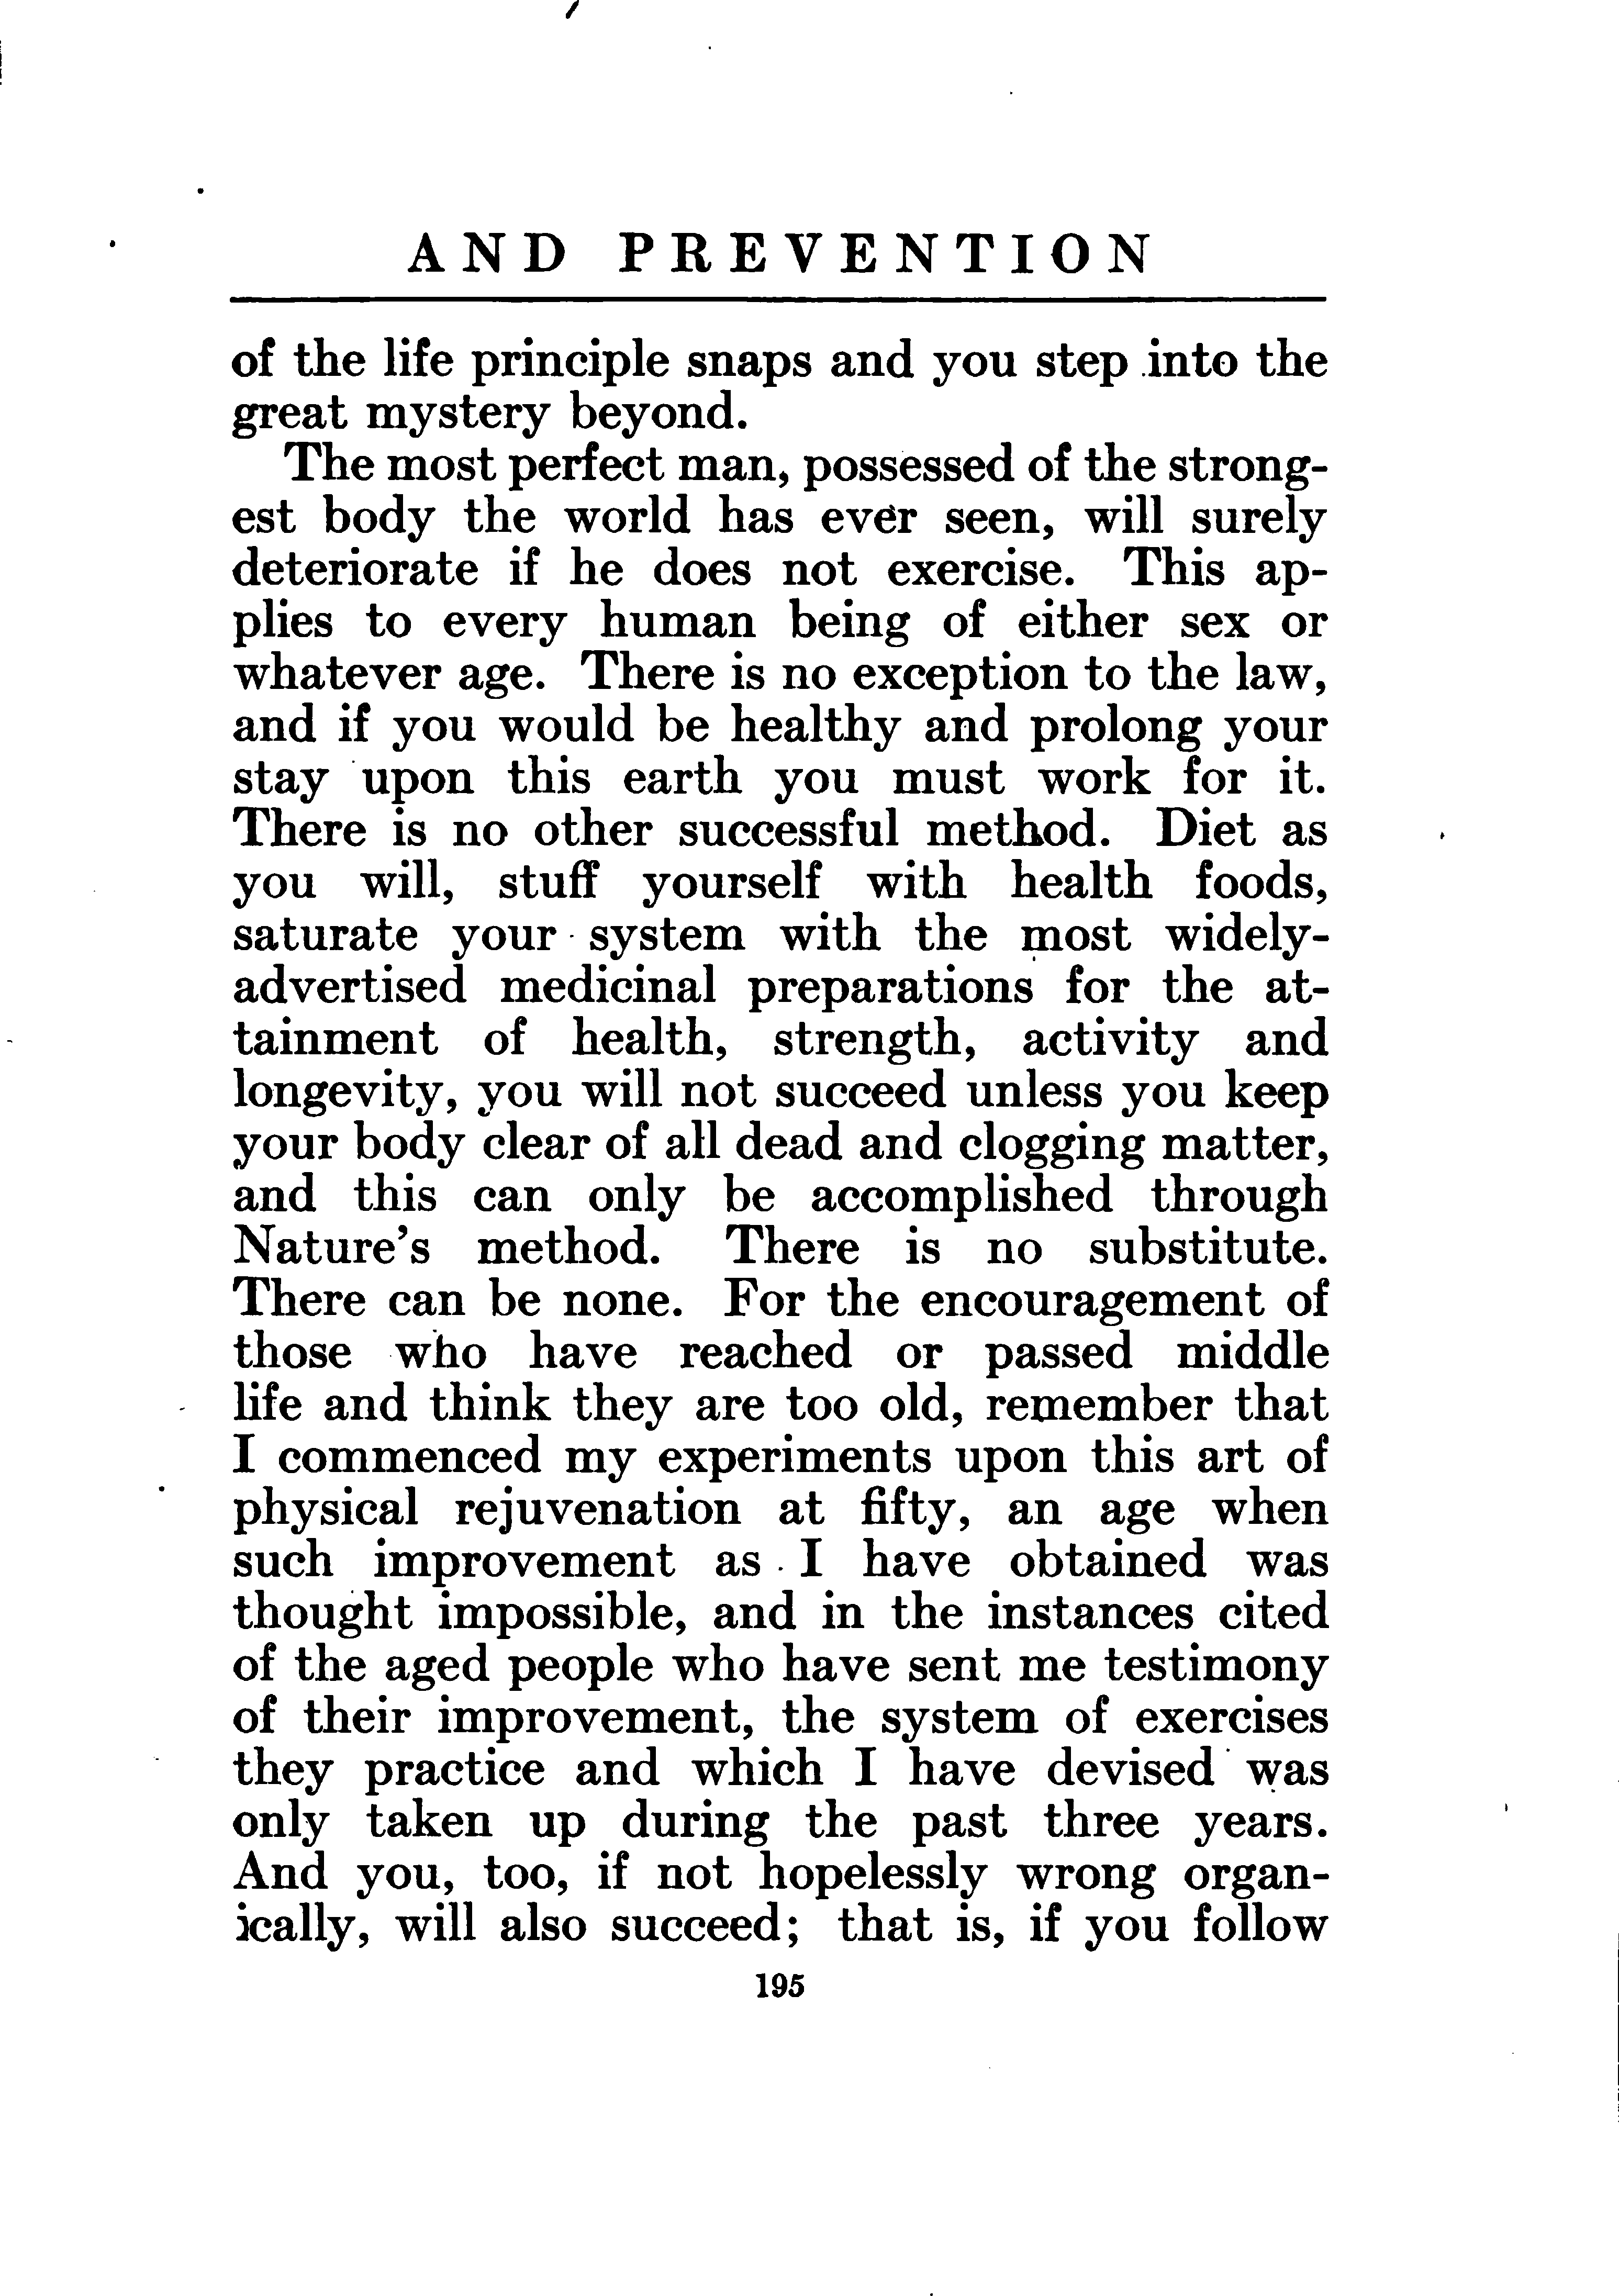 AND PREVENTION
of the life principle snaps and you step into the
great mystery beyond.
The most perfect man, possessed of the strong-
est body the world has ever seen, will surely
deteriorate if he does not exercise. This ap-
plies to every human being of either sex or
whatever age. There is no exception to the law,
and if you would be healthy and prolong your
stay upon this earth you must work for it.
There is no other successful method. Diet as
you will, stuff yourself with health foods,
saturate your system with the most widely-
advertised medicinal preparations for the at-
tainment of health, strength, activity and
longevity, you will not succeed unless you keep
your body clear of all dead and clogging matter,
and this can only be accomplished through
Nature's method. There is no substitute.
There can be none. For the encouragement of
those who have reached or passed middle
life and think they are too old, remember that
I commenced my experiments upon this art of
physical rejuvenation at fifty, an age when
such improvement as I have obtained was
thought impossible, and in the instances cited
of the aged people who have sent me testimony
of their improvement, the system of exercises
they practice and which I have devised was
only taken up during the past three years.
And you, too, if not hopelessly wrong organ-
ically, will also succeed; that is, if you follow
195